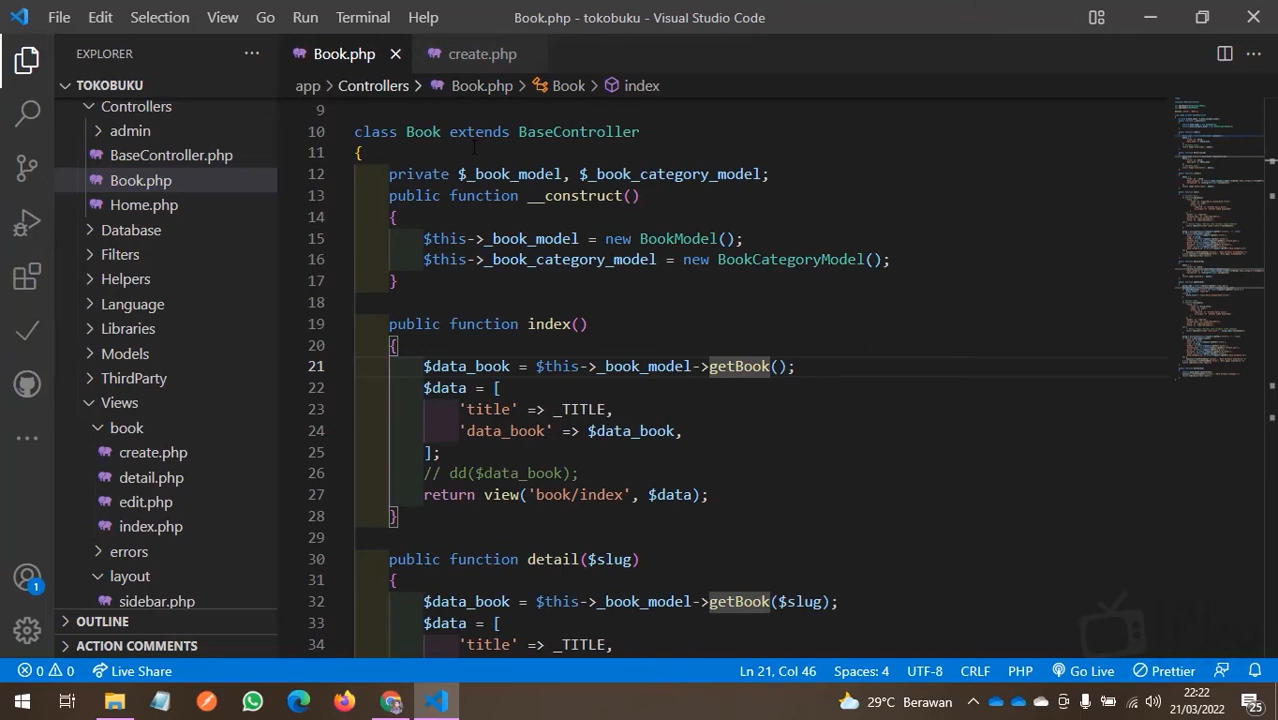 File Edit Selection View Go Run Terminal Help
Book.php - tokobuku - Visual Studio Code
EXPLORER
TOKOBUKU
Controllers
admin
BaseController.php
Book.php
Home.php
Database
Filters
Helpers
Language
Libraries
Models
ThirdParty
Views
book
create.php
detail.php
edit.php
index.php
errors
layout
sidebar.php
OUTLINE
ACTION COMMENTS
1
Book.php create.php
app > Controllers > Book.php > Book > index
9
10 class Book extends BaseController
11 {
12 private $_book_model, $_book_category_model;
13 public function __construct()
14 {
15 $this->_book_model = new BookModel();
16 $this->_book_category_model = new BookCategoryModel();
17 }
18
19 public function index()
20 {
21 $data_book = $this->_book_model->getBook();
22 $data = [
23 'title' => _TITLE,
24 'data_book' => $data_book,
25 ];
26 // dd($data_book);
27 return view('book/index', $data);
28 }
29
30 public function detail($slug)
31 {
32 $data_book = $this->_book_model->getBook($slug);
33 $data = [
34 'title' => _TITLE,
0 0 Live Share Ln 21, Col 46 Spaces: 4 UTF-8 CRLF PHP Go Live Prettier
29°C Berawan
22:22
21/03/2022
25